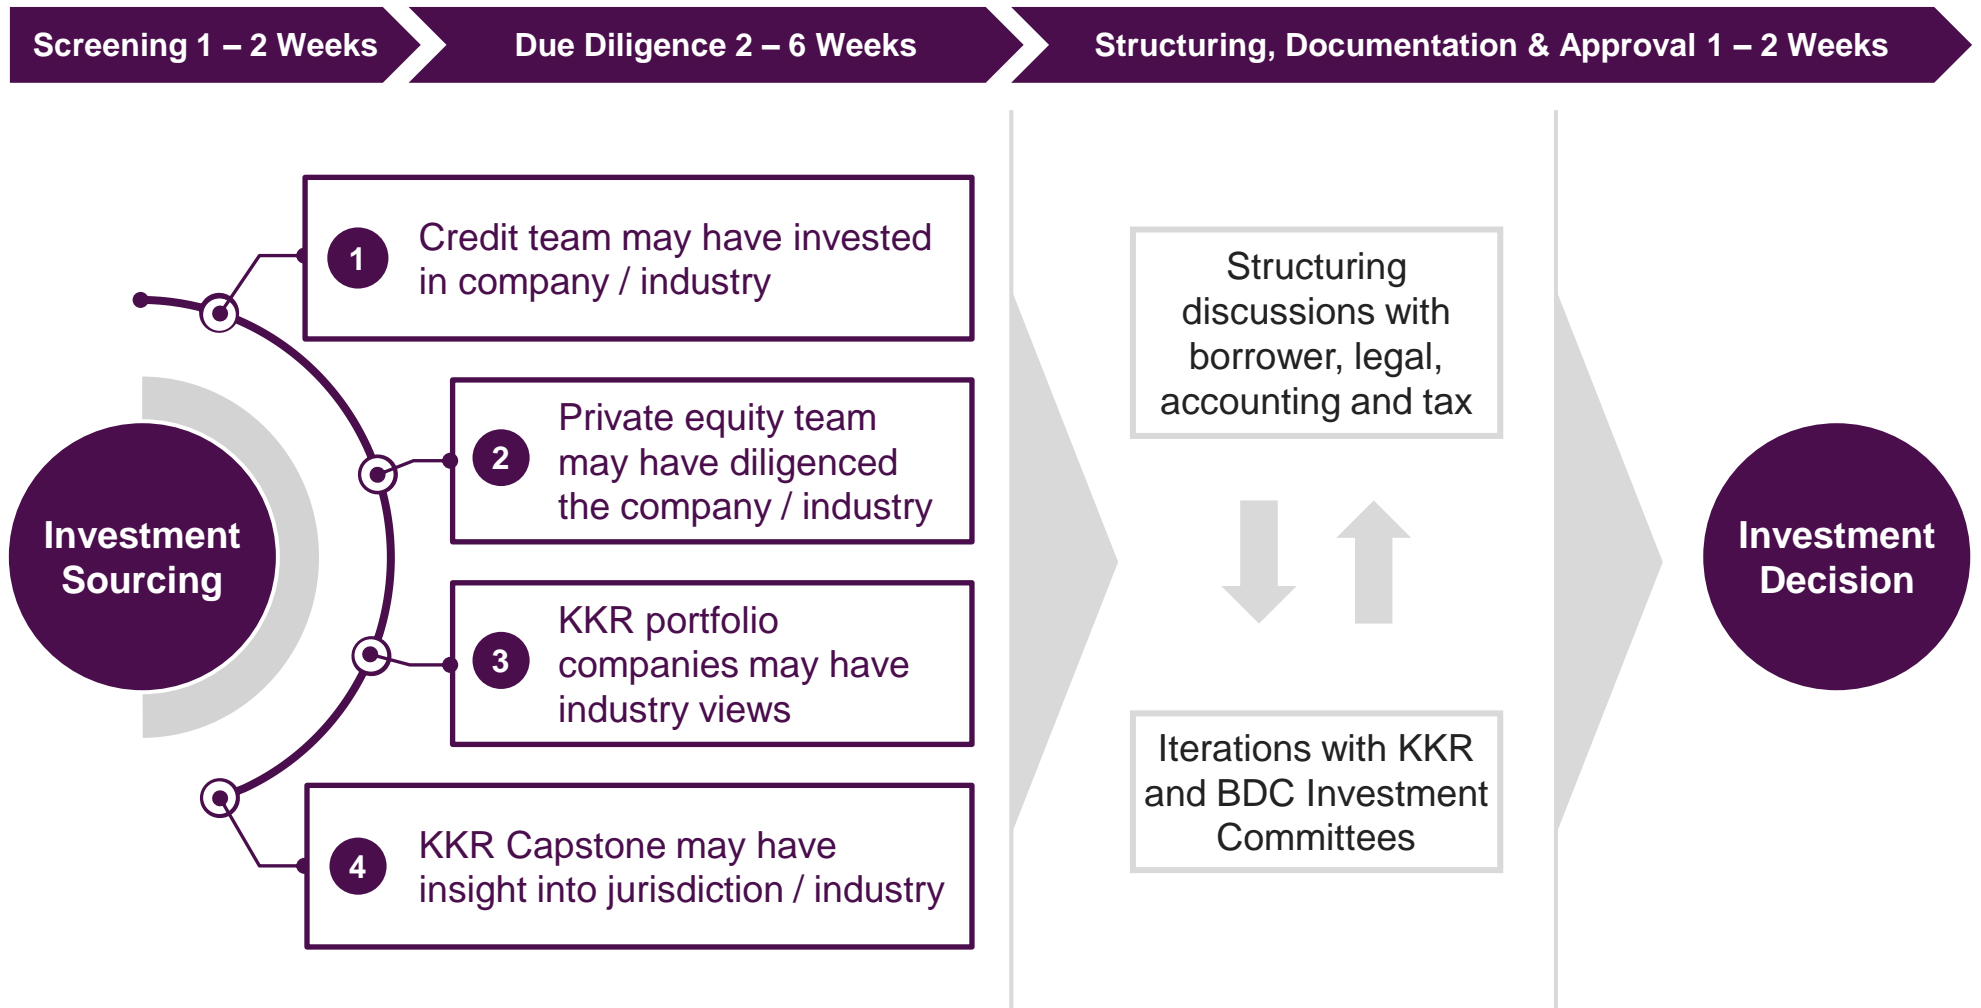 Screening 1 – 2 Weeks
Due Diligence 2 – 6 Weeks
Structuring, Documentation & Approval 1 – 2 Weeks
Investment
Sourcing
1
Credit team may have invested
in company / industry
2
Private equity team
may have diligenced
the company / industry
3
KKR portfolio
companies may have
industry views
4
KKR Capstone may have
insight into jurisdiction / industry
Structuring
discussions with
borrower, legal,
accounting and tax
Iterations with KKR
and BDC Investment
Committees
Investment
Decision